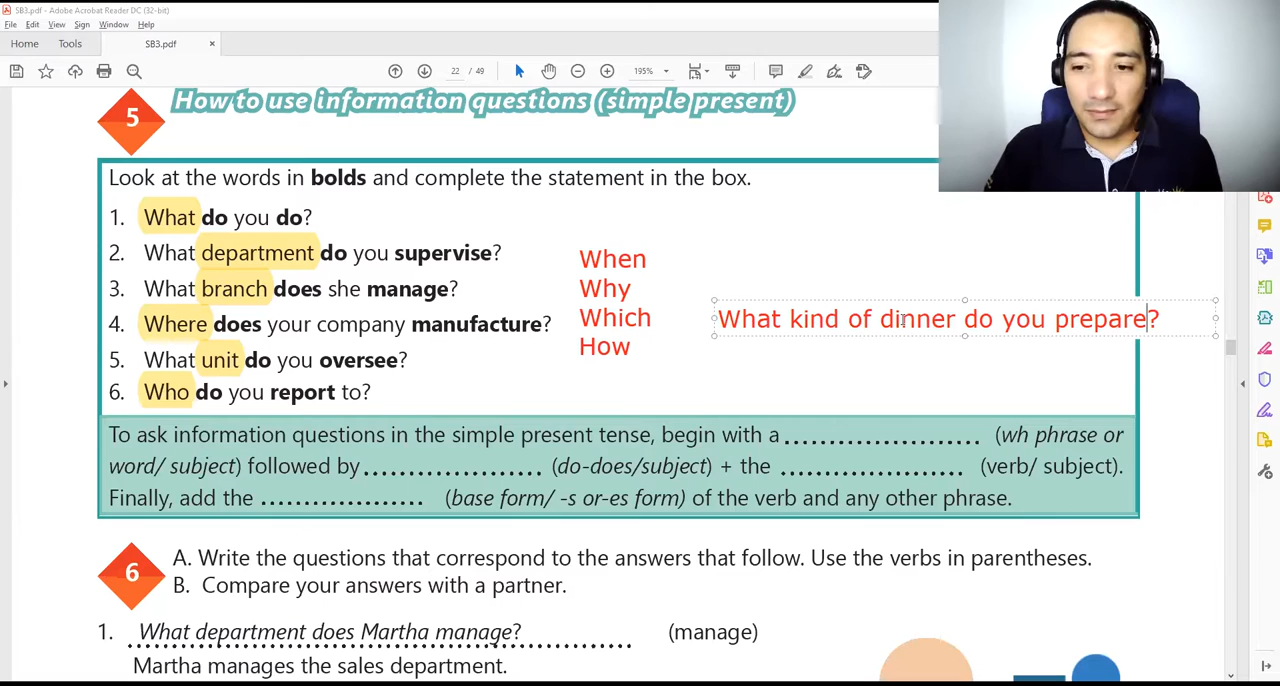 SB3.pdf - Adobe Acrobat Reader DC (32-bit)
File Edit View Sign Window Help
Home Tools SB3.pdf ×
22 / 49 195%
5 How to use information questions (simple present)
Look at the words in bolds and complete the statement in the box.
1. What do you do?
2. What department do you supervise?
3. What branch does she manage?
4. Where does your company manufacture?
5. What unit do you oversee?
6. Who do you report to?
When
Why
Which
How
What kind of dinner do you prepare?
To ask information questions in the simple present tense, begin with a .................... (wh phrase or
word/ subject) followed by.................... (do-does/subject) + the .................... (verb/ subject).
Finally, add the .................... (base form/ -s or-es form) of the verb and any other phrase.
6 A. Write the questions that correspond to the answers that follow. Use the verbs in parentheses.
B. Compare your answers with a partner.
1. What department does Martha manage? (manage)
Martha manages the sales department.